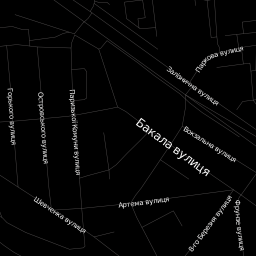 Паркова вулиця
Залізнична вулиця
Горького вулиця
Островського вулиця
Паризької Комуни вулиця
Бакала вулиця
Вокзальна вулиця
Шевченка вулиця
Артема вулиця
8-го Березня вулиця
Фрунзе вулиця